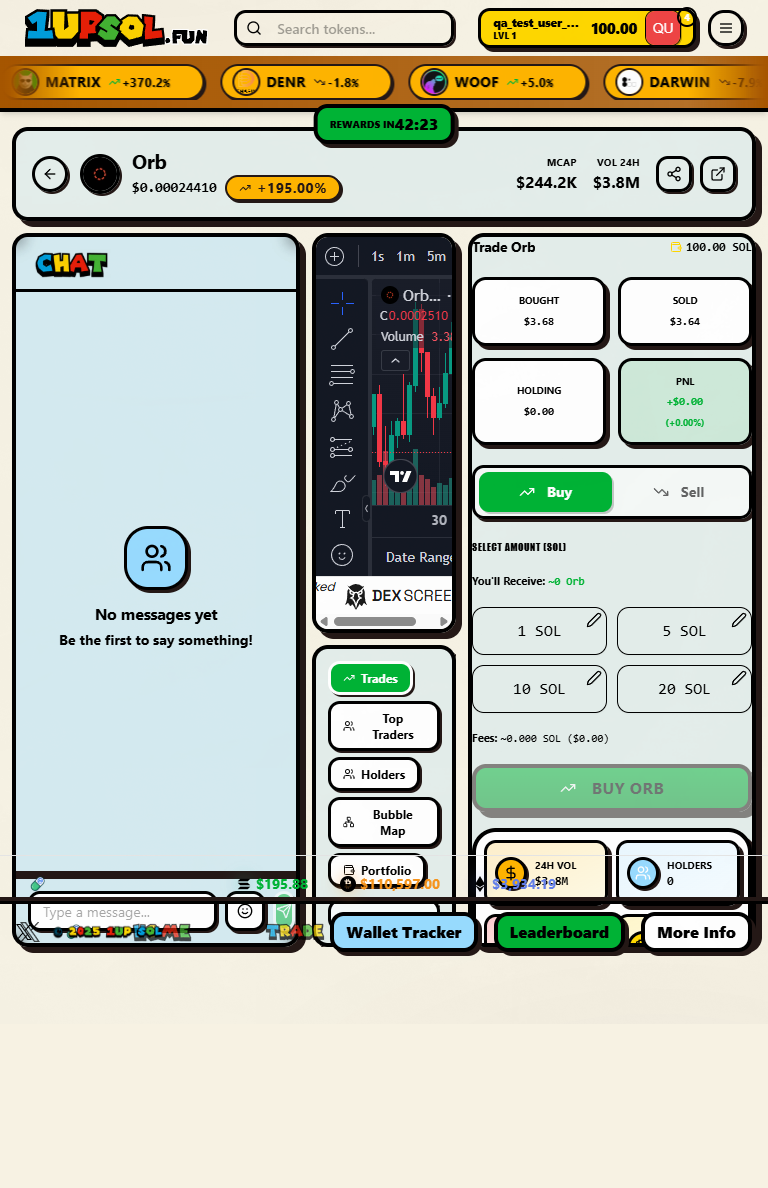 1UPSOL.FUN
Search tokens...
qa_test_user_...
LVL 1
100.00
QU
MATRIX +370.2%
DENR -1.8%
WOOF +5.0%
DARWIN -7.9
REWARDS IN 42:23
Orb
$0.00024410
+195.00%
MCAP
$244.2K
VOL 24H
$3.8M
CHAT
No messages yet
Be the first to say something!
Type a message...
1s 1m 5m
Orb...
C0.0002510
Volume 3.3
30
Date Range
ked
DEXSCREE
Trades
Top
Traders
Holders
Bubble
Map
Portfolio
Trade Orb
100.00 SOL
BOUGHT
$3.68
SOLD
$3.64
HOLDING
$0.00
PNL
+$0.00
(+0.00%)
Buy
Sell
SELECT AMOUNT (SOL)
You'll Receive: ~0 Orb
1 SOL
5 SOL
10 SOL
20 SOL
Fees: ~0.000 SOL ($0.00)
BUY ORB
24H VOL
$3.8M
HOLDERS
0
$195.88
$110,597.00
$3,934.19
© 2025 1UPSOL
ME
TRADE
Wallet Tracker
Leaderboard
More Info